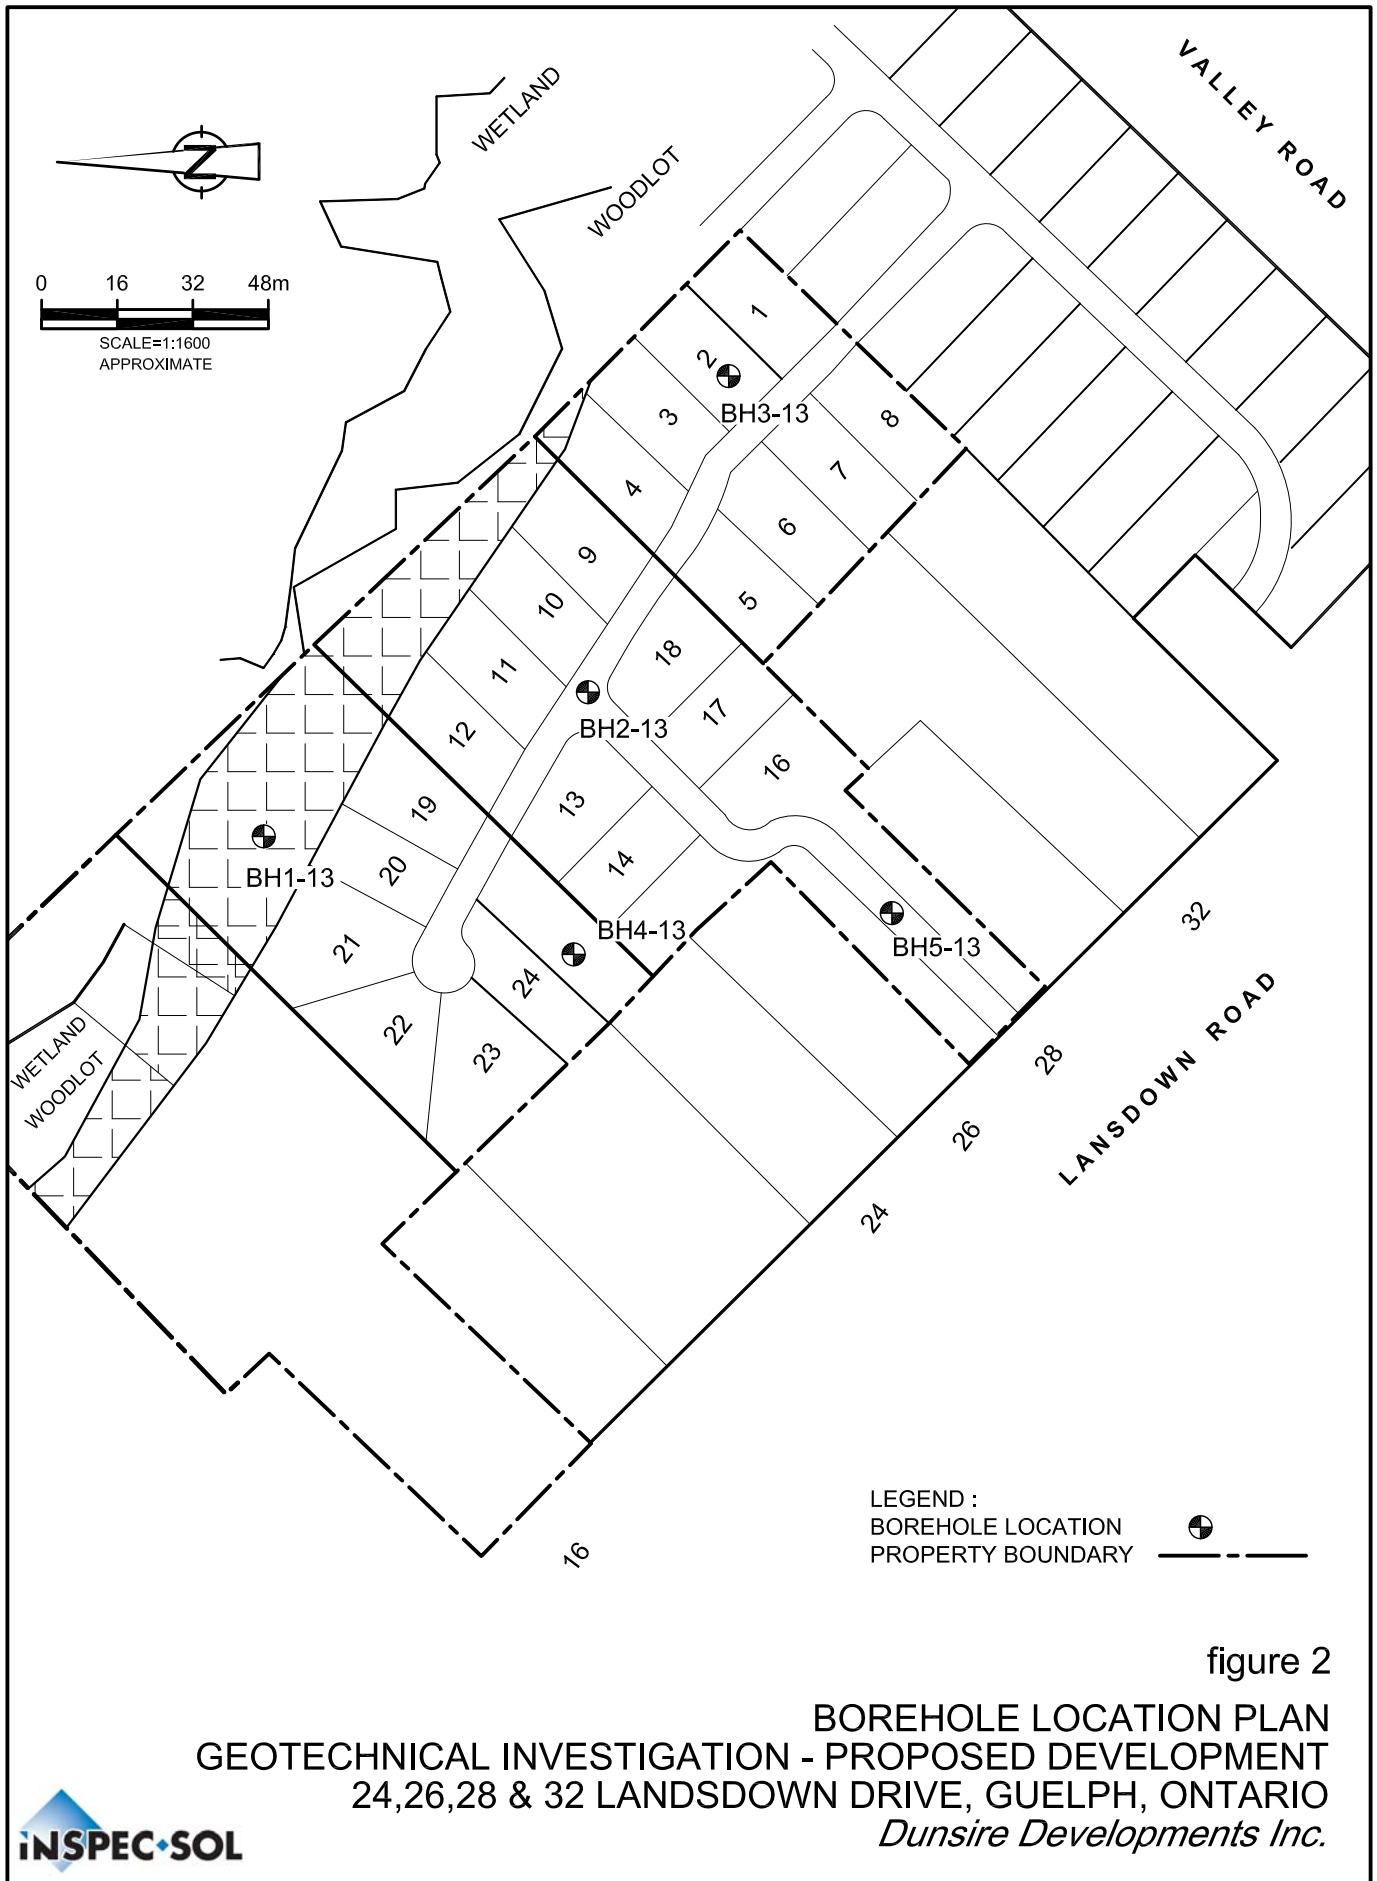 VALLEY ROAD
WETLAND
WOODLOT
N
0 16 32 48m
SCALE=1:1600
APPROXIMATE
1
2
BH3-13
3
8
4
7
6
9
5
10
18
11
17
BH2-13
12
16
13
19
14
20
BH1-13
BH4-13
BH5-13
21
24
22
23
32
28
26
24
16
LANSDOWN ROAD
WETLAND
WOODLOT
LEGEND :
BOREHOLE LOCATION
PROPERTY BOUNDARY
figure 2
BOREHOLE LOCATION PLAN
GEOTECHNICAL INVESTIGATION - PROPOSED DEVELOPMENT
24,26,28 & 32 LANDSDOWN DRIVE, GUELPH, ONTARIO
Dunsire Developments Inc.
iNSPEC-SOL